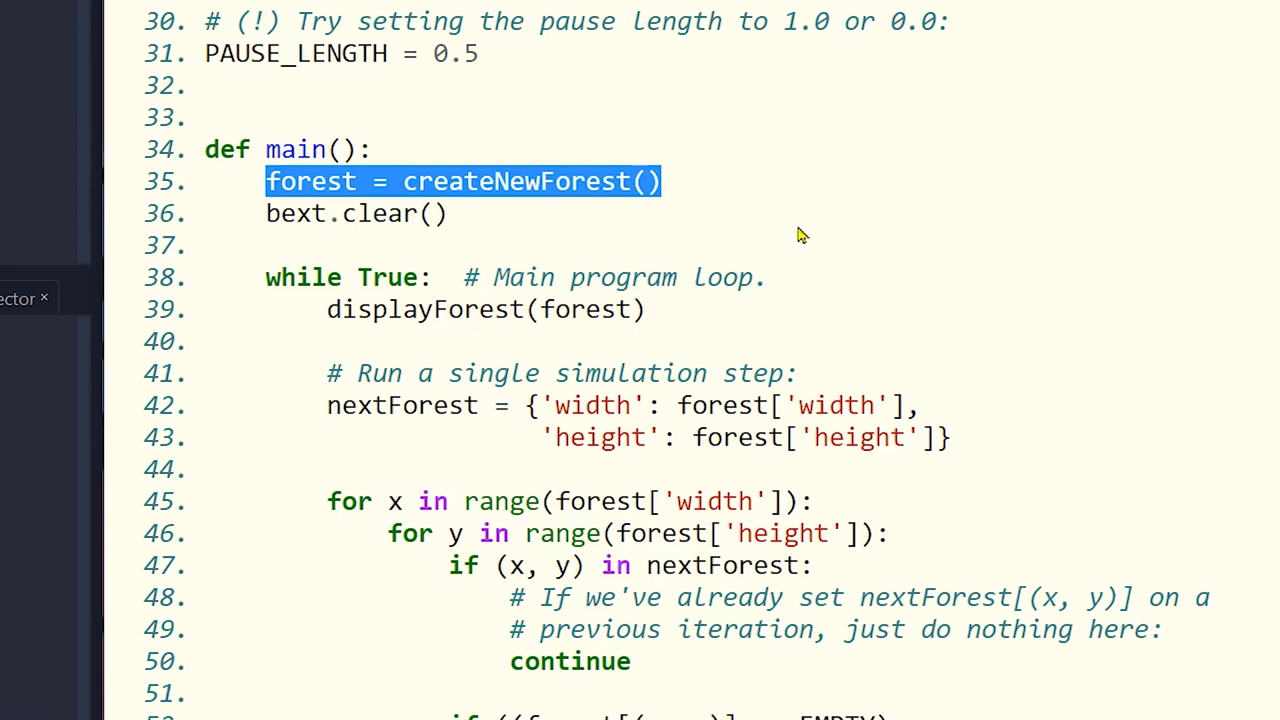 30. # (!) Try setting the pause length to 1.0 or 0.0:
31. PAUSE_LENGTH = 0.5
32.
33.
34. def main():
35. forest = createNewForest()
36. bext.clear()
37.
38. while True:  # Main program loop.
ector ×
39. displayForest(forest)
40.
41. # Run a single simulation step:
42. nextForest = {'width': forest['width'],
43. 'height': forest['height']}
44.
45. for x in range(forest['width']):
46. for y in range(forest['height']):
47. if (x, y) in nextForest:
48. # If we've already set nextForest[(x, y)] on a
49. # previous iteration, just do nothing here:
50. continue
51.